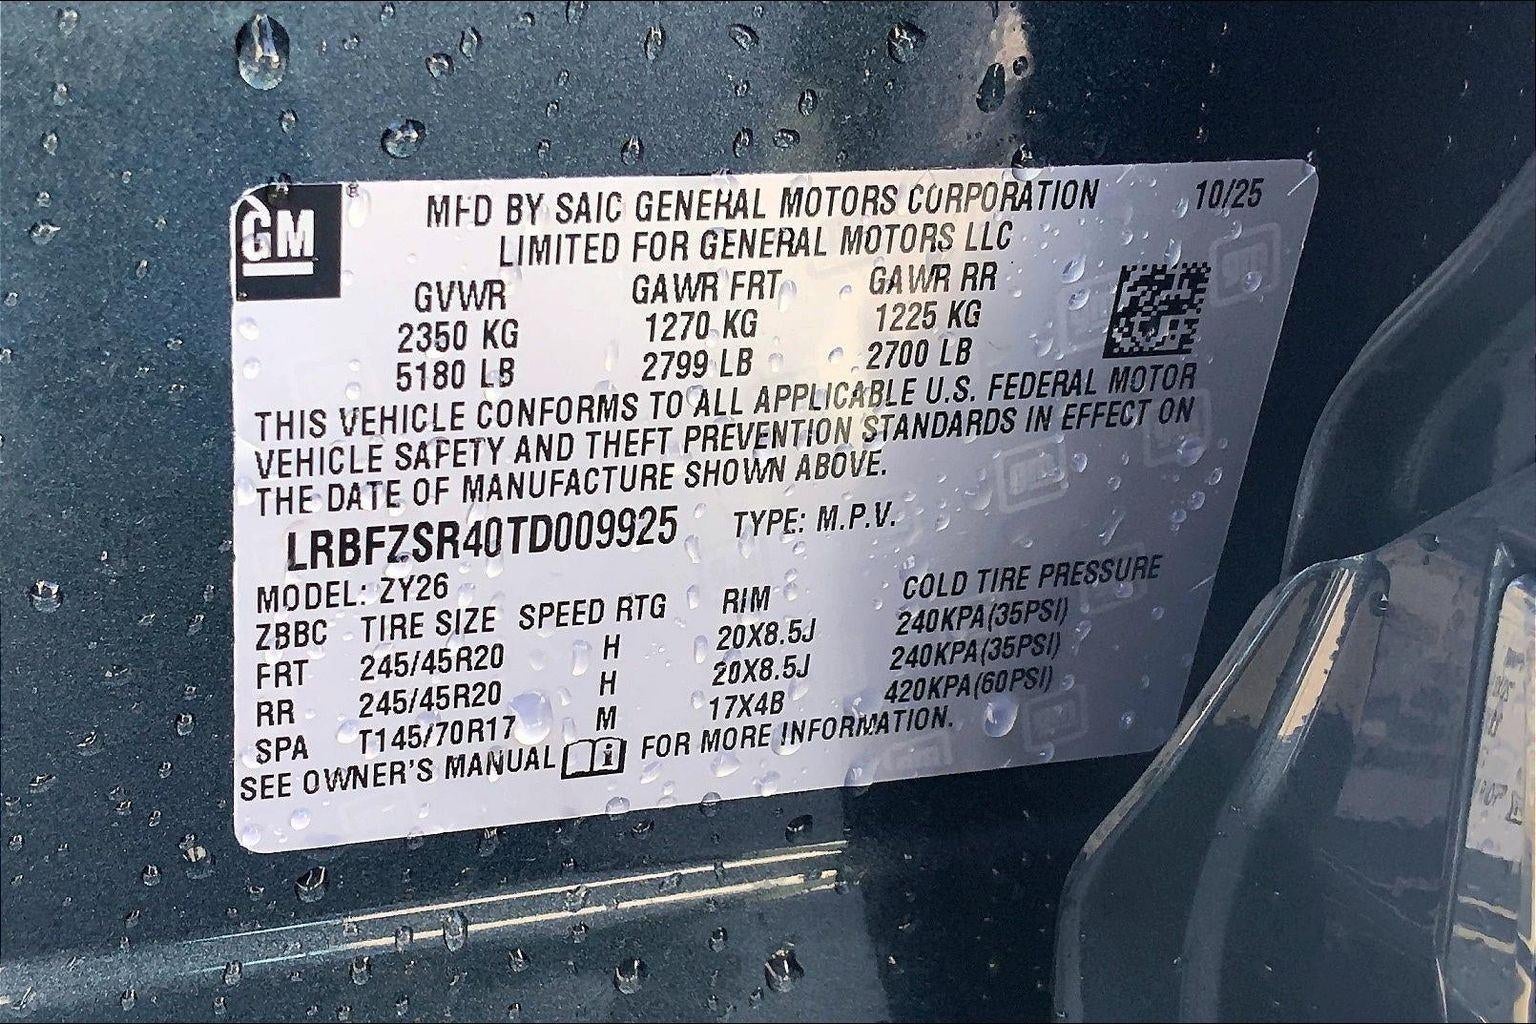 GM ®
MFD BY SAIC GENERAL MOTORS CORPORATION 10/25
LIMITED FOR GENERAL MOTORS LLC
GVWR GAWR FRT GAWR RR
2350 KG 1270 KG 1225 KG
5180 LB 2799 LB 2700 LB
THIS VEHICLE CONFORMS TO ALL APPLICABLE U.S. FEDERAL MOTOR
VEHICLE SAFETY AND THEFT PREVENTION STANDARDS IN EFFECT ON
THE DATE OF MANUFACTURE SHOWN ABOVE.
LRBFZSR40TD009925 TYPE: M.P.V.
MODEL: ZY26
ZBBC TIRE SIZE SPEED RTG RIM COLD TIRE PRESSURE
FRT 245/45R20 H 20X8.5J 240KPA(35PSI)
RR 245/45R20 H 20X8.5J 240KPA(35PSI)
SPA T145/70R17 M 17X4B 420KPA(60PSI)
SEE OWNER'S MANUAL FOR MORE INFORMATION.